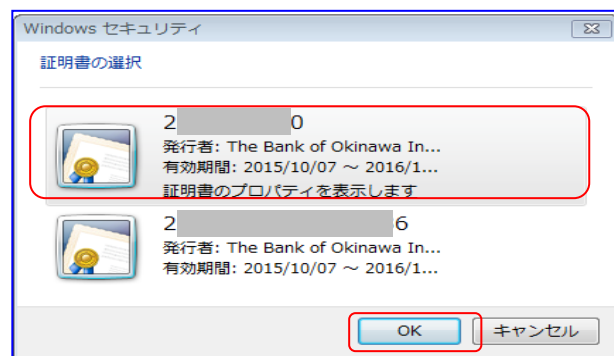 Windows セキュリティ
証明書の選択
2 0
発行者: The Bank of Okinawa In...
有効期間: 2015/10/07 ～ 2016/1...
証明書のプロパティを表示します
2 6
発行者: The Bank of Okinawa In...
有効期間: 2015/10/07 ～ 2016/1...
OK キャンセル